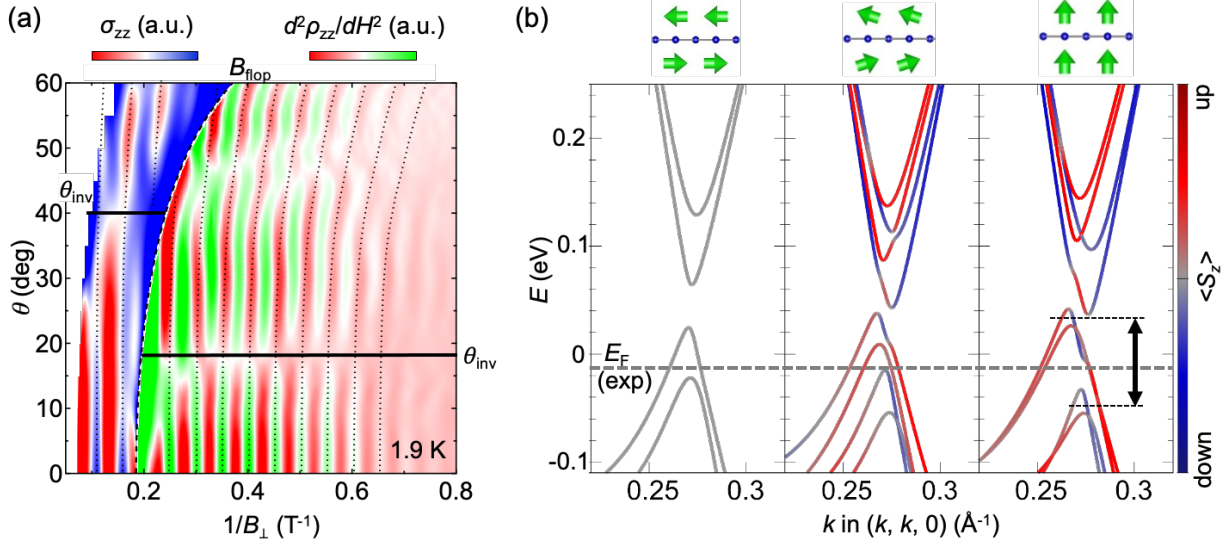 (a)
σzz (a.u.)
d²ρzz/dH² (a.u.)
Bflop
60
50
40
30
20
10
0
θ (deg)
θinv
θinv
1.9 K
0.2
0.4
0.6
0.8
1/B⊥ (T⁻¹)
(b)
0.2
0.1
0
-0.1
E (eV)
EF
(exp)
0.25
0.3
0.25
0.3
0.25
0.3
k in (k, k, 0) (Å⁻¹)
up
<Sz>
down